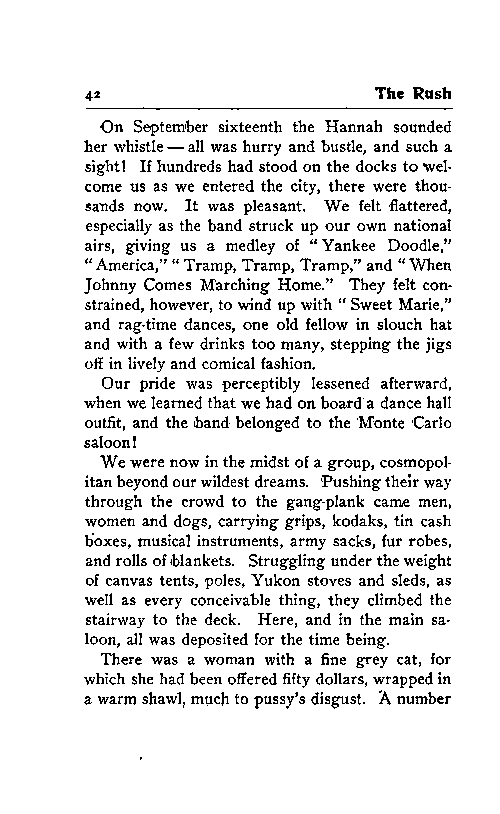 42 The Rush
On September sixteenth the Hannah sounded
her whistle — all was hurry and bustle, and such a
sight! If hundreds had stood on the docks to wel-
come us as we entered the city, there were thou-
sands now. It was pleasant. We felt flattered,
especially as the band struck up our own national
airs, giving us a medley of “ Yankee Doodle,”
“ America,” “ Tramp, Tramp, Tramp,” and “ When
Johnny Comes Marching Home.” They felt con-
strained, however, to wind up with “ Sweet Marie,”
and rag-time dances, one old fellow in slouch hat
and with a few drinks too many, stepping the jigs
off in lively and comical fashion.
Our pride was perceptibly lessened afterward,
when we learned that we had on board a dance hall
outfit, and the band belonged to the Monte Carlo
saloon!
We were now in the midst of a group, cosmopol-
itan beyond our wildest dreams. Pushing their way
through the crowd to the gang-plank came men,
women and dogs, carrying grips, kodaks, tin cash
boxes, musical instruments, army sacks, fur robes,
and rolls of blankets. Struggling under the weight
of canvas tents, poles, Yukon stoves and sleds, as
well as every conceivable thing, they climbed the
stairway to the deck. Here, and in the main sa-
loon, all was deposited for the time being.
There was a woman with a fine grey cat, for
which she had been offered fifty dollars, wrapped in
a warm shawl, much to pussy’s disgust. A number